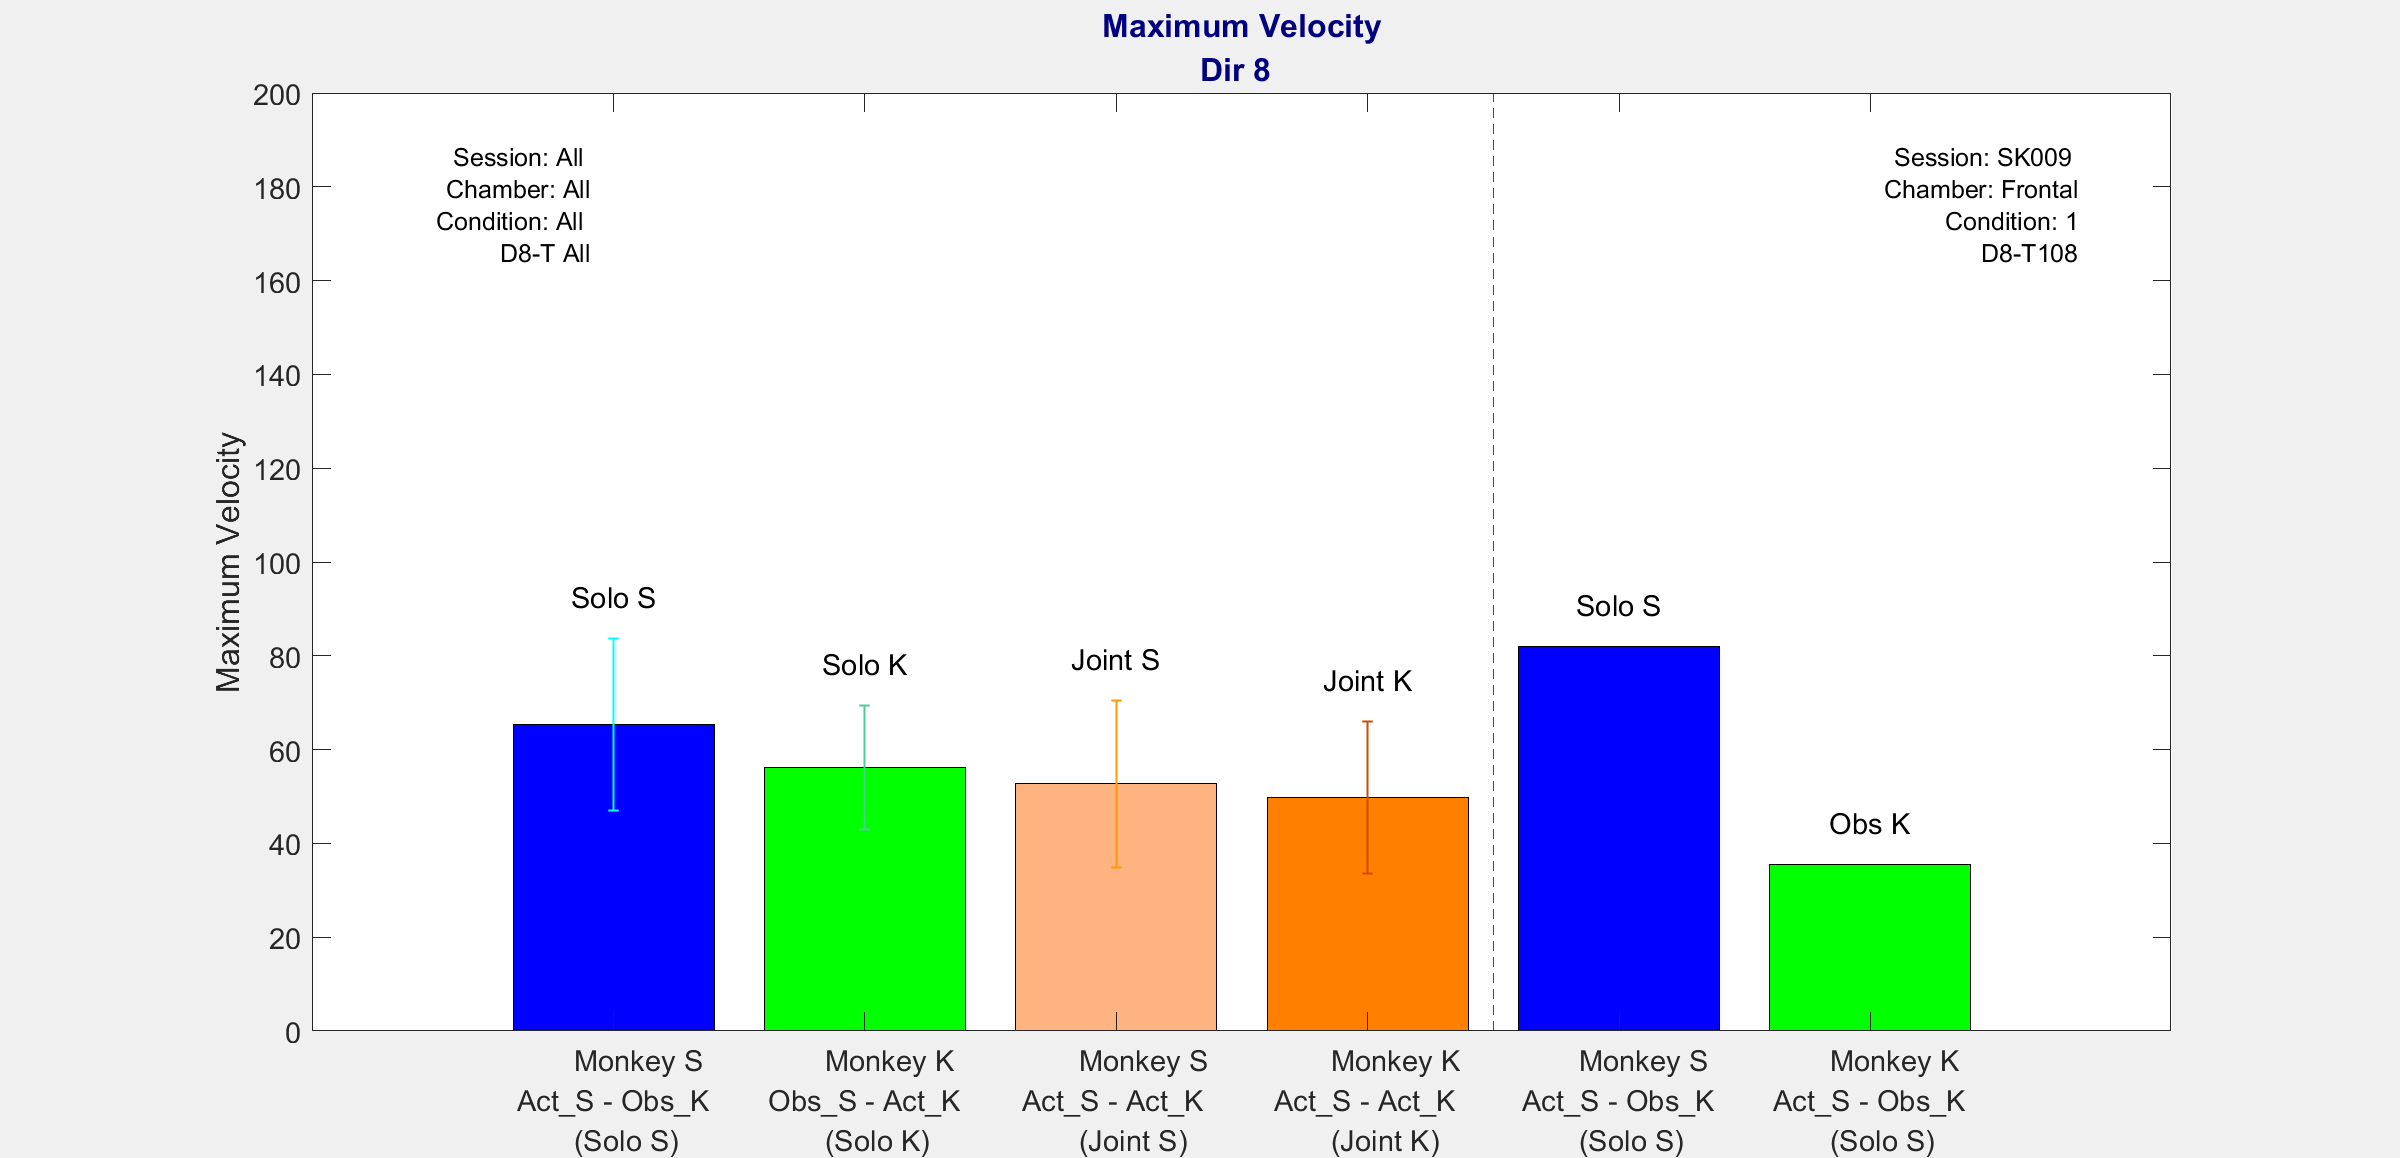 Maximum Velocity
Dir 8
Session: All
Chamber: All
Condition: All
D8-T All
Session: SK009
Chamber: Frontal
Condition: 1
D8-T108
Maximum Velocity
200
180
160
140
120
100
80
60
40
20
0
Solo S
Solo K
Joint S
Joint K
Solo S
Obs K
Monkey S
Act_S - Obs_K
(Solo S)
Monkey K
Obs_S - Act_K
(Solo K)
Monkey S
Act_S - Act_K
(Joint S)
Monkey K
Act_S - Act_K
(Joint K)
Monkey S
Act_S - Obs_K
(Solo S)
Monkey K
Act_S - Obs_K
(Solo S)